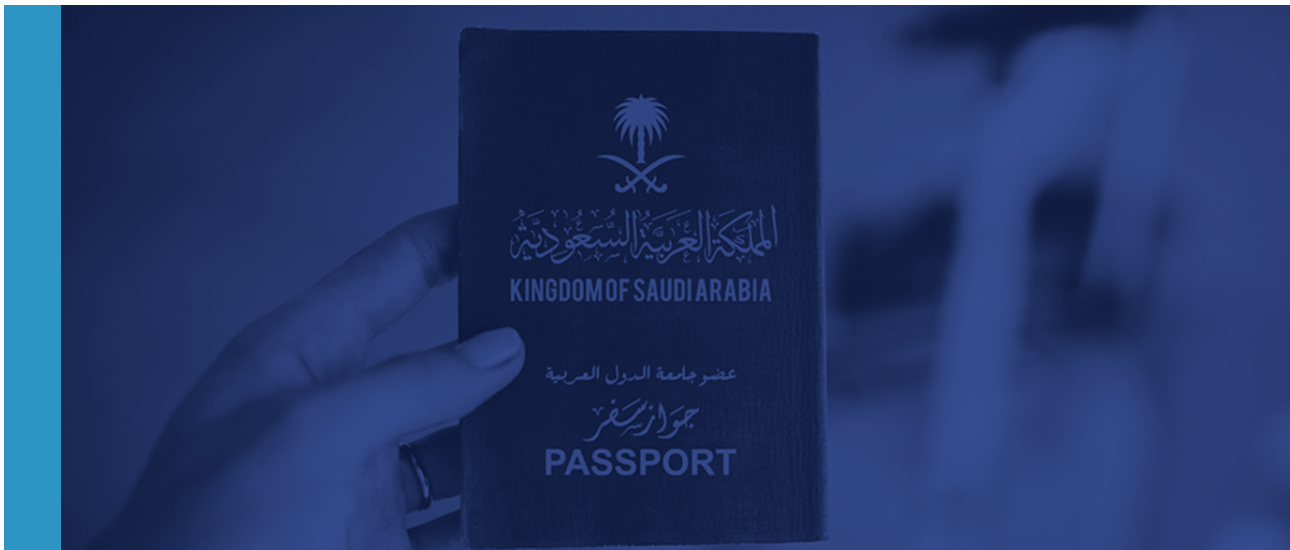 المملكة العربية السعودية
KINGDOM OF SAUDI ARABIA
عضو جامعة الدول العربية
جواز سفر
PASSPORT